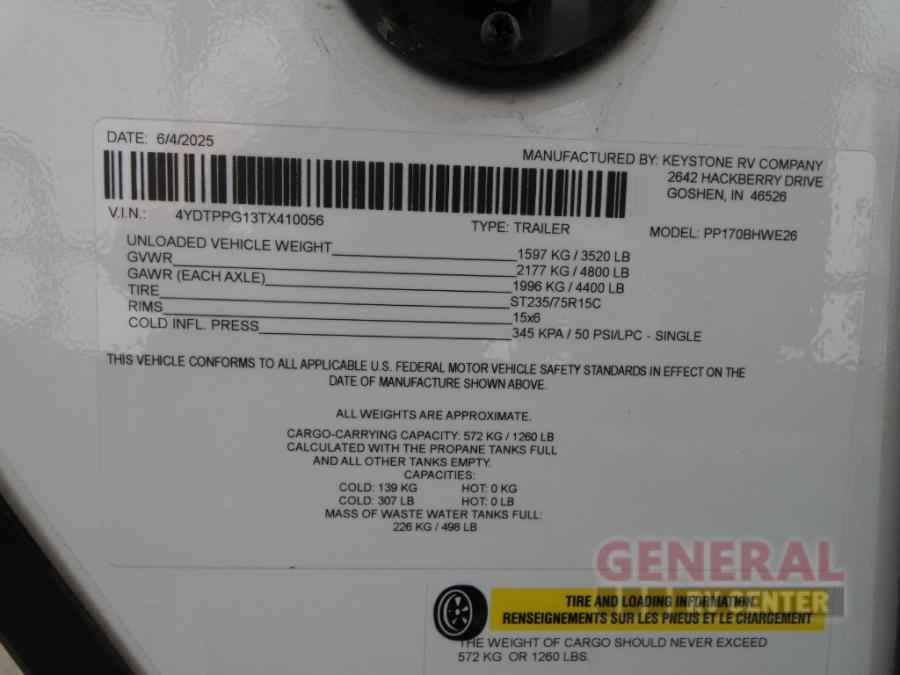 DATE: 6/4/2025
MANUFACTURED BY: KEYSTONE RV COMPANY
2642 HACKBERRY DRIVE
GOSHEN, IN 46526
V.I.N.: 4YDTPPG13TX410056
TYPE: TRAILER
MODEL: PP170BHWE26
UNLOADED VEHICLE WEIGHT 1597 KG / 3520 LB
GVWR 2177 KG / 4800 LB
GAWR (EACH AXLE) 1996 KG / 4400 LB
TIRE ST235/75R15C
RIMS 15x6
COLD INFL. PRESS 345 KPA / 50 PSI/LPC - SINGLE
THIS VEHICLE CONFORMS TO ALL APPLICABLE U.S. FEDERAL MOTOR VEHICLE SAFETY STANDARDS IN EFFECT ON THE
DATE OF MANUFACTURE SHOWN ABOVE.
ALL WEIGHTS ARE APPROXIMATE.
CARGO-CARRYING CAPACITY: 572 KG / 1260 LB
CALCULATED WITH THE PROPANE TANKS FULL
AND ALL OTHER TANKS EMPTY.
CAPACITIES:
COLD: 139 KG HOT: 0 KG
COLD: 307 LB HOT: 0 LB
MASS OF WASTE WATER TANKS FULL:
226 KG / 498 LB
GENERAL
RV CENTER
TIRE AND LOADING INFORMATION
RENSEIGNEMENTS SUR LES PNEUS ET LE CHARGEMENT
THE WEIGHT OF CARGO SHOULD NEVER EXCEED
572 KG OR 1260 LBS.